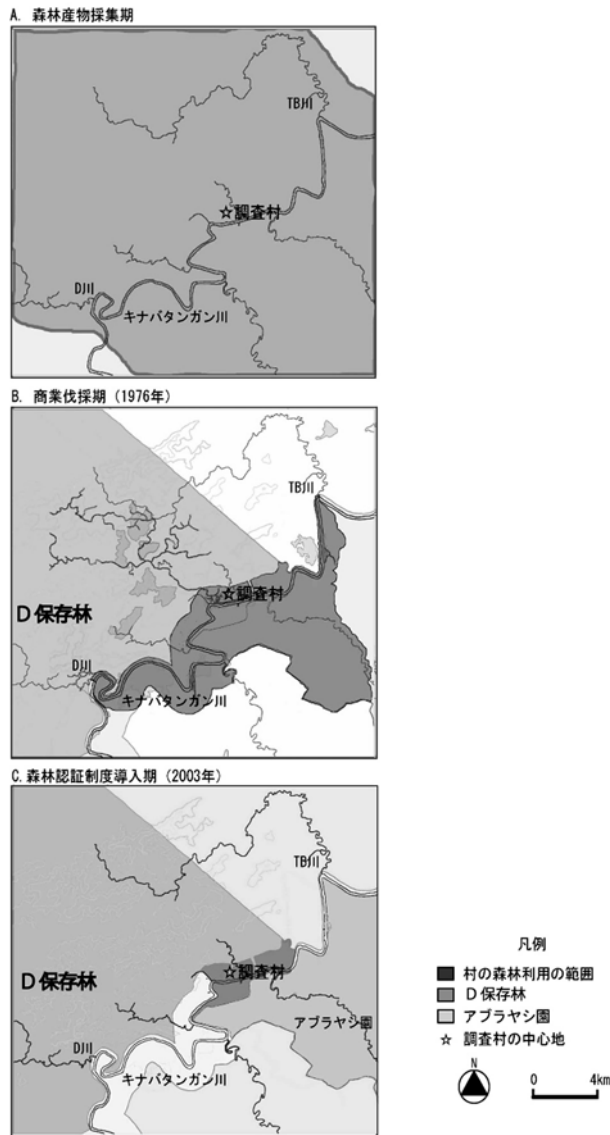 A. 森林産物採集期
TB川
☆調査村
D川
キナバタンガン川
B. 商業伐採期 (1976年)
TB川
☆調査村
D保存林
D川
キナバタンガン川
C. 森林認証制度導入期 (2003年)
TB川
D保存林
☆調査村
アブラヤシ園
D川
キナバタンガン川
凡例
村の森林利用の範囲
D保存林
アブラヤシ園
☆ 調査村の中心地
N
0 4km